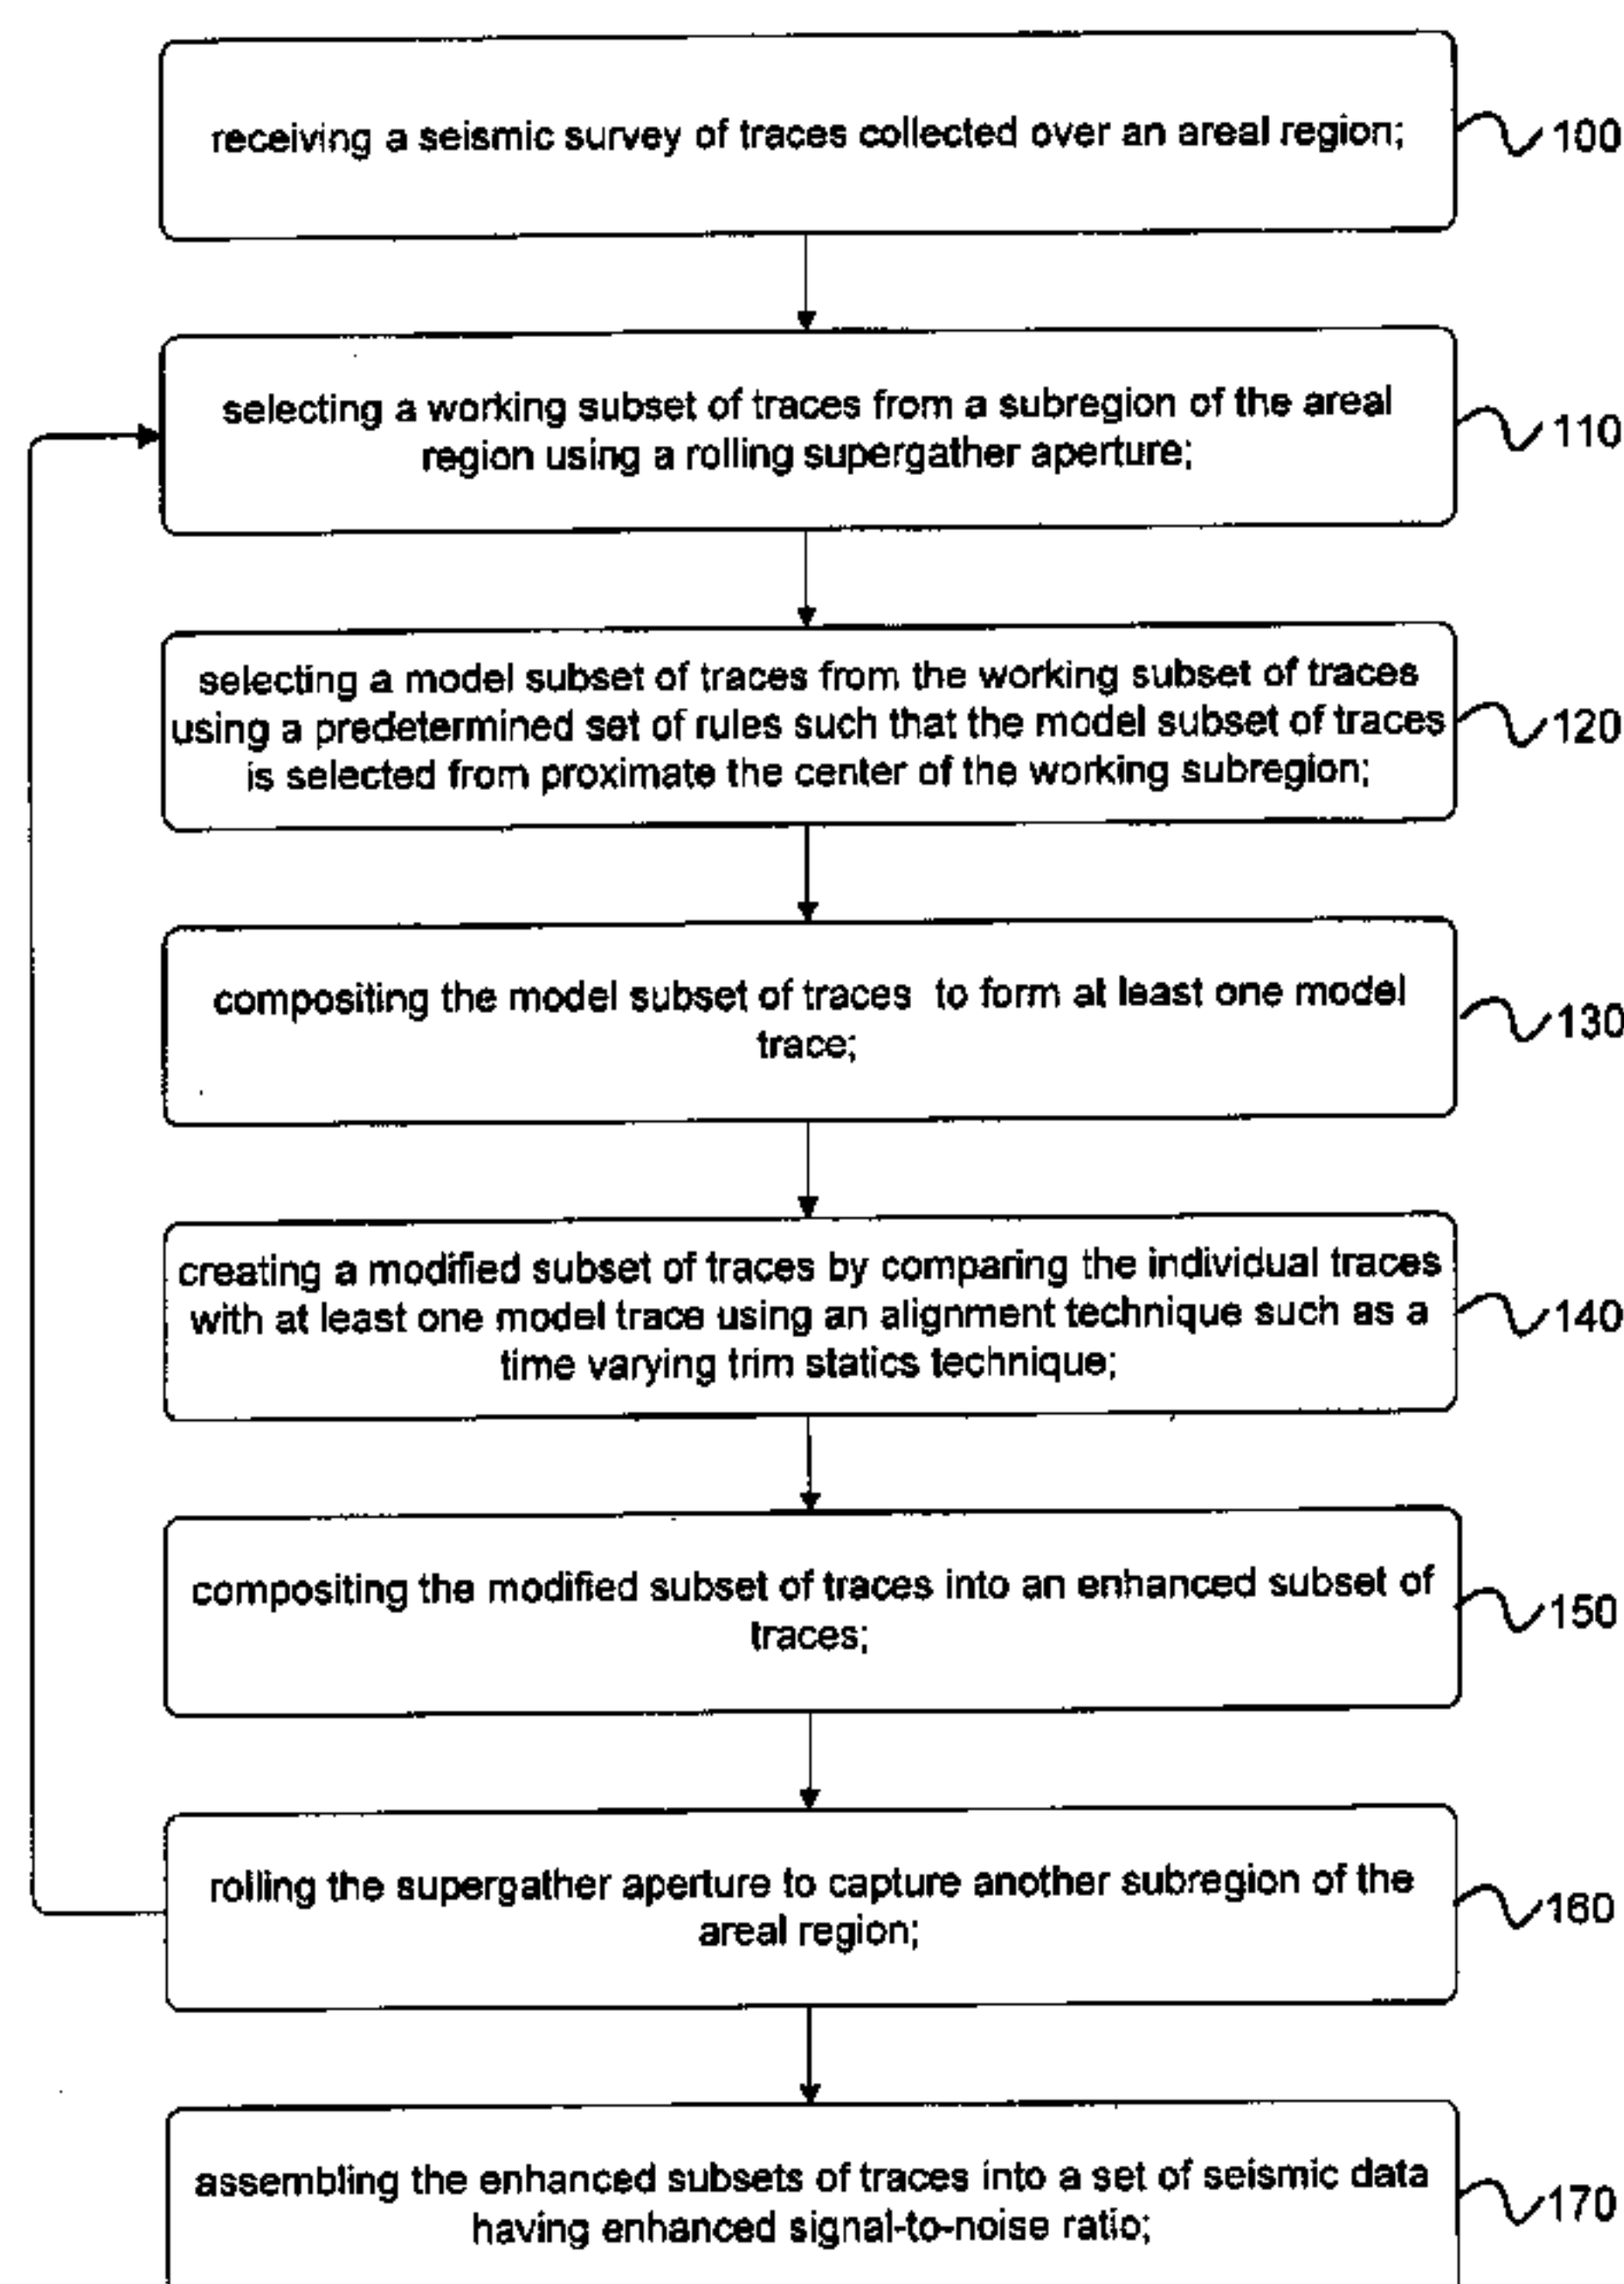 receiving a seismic survey of traces collected over an areal region;
100
selecting a working subset of traces from a subregion of the areal
region using a rolling supergather aperture;
110
selecting a model subset of traces from the working subset of traces
using a predetermined set of rules such that the model subset of traces
is selected from proximate the center of the working subregion;
120
compositing the model subset of traces to form at least one model
trace;
130
creating a modified subset of traces by comparing the individual traces
with at least one model trace using an alignment technique such as a
time varying trim statics technique;
140
compositing the modified subset of traces into an enhanced subset of
traces;
150
rolling the supergather aperture to capture another subregion of the
areal region;
160
assembling the enhanced subsets of traces into a set of seismic data
having enhanced signal-to-noise ratio;
170